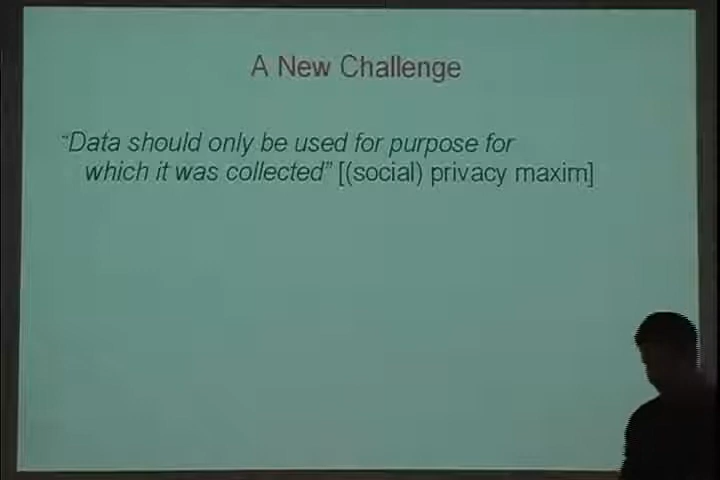 A New Challenge
“Data should only be used for purpose for
which it was collected” [(social) privacy maxim]